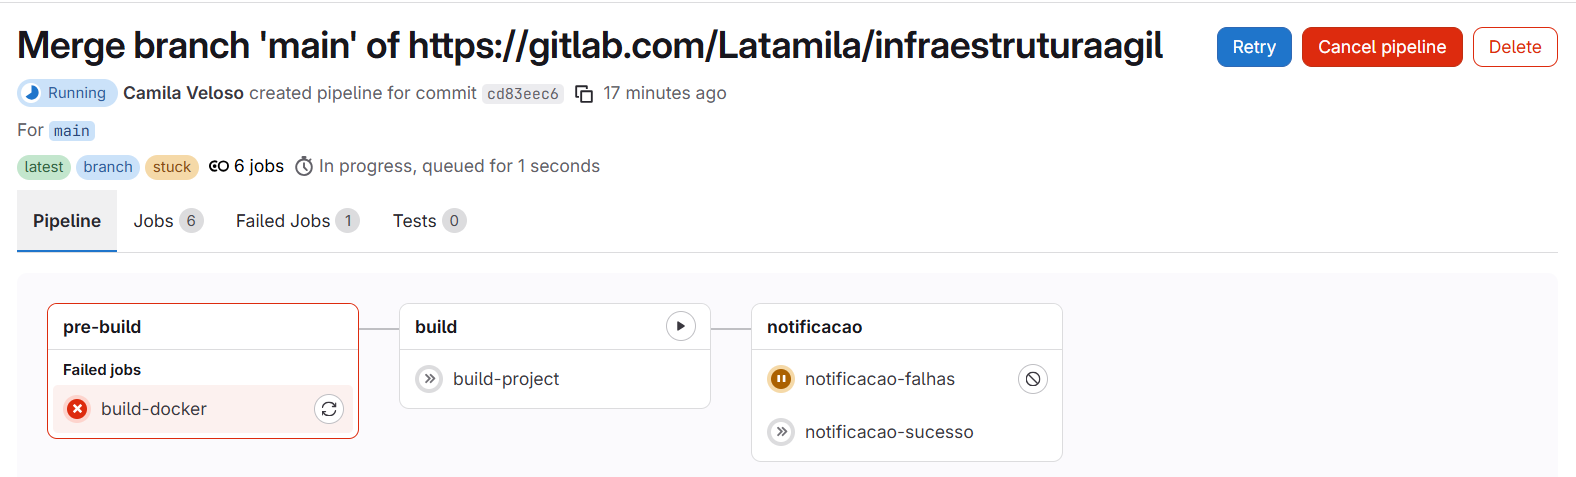 Merge branch 'main' of https://gitlab.com/Latamila/infraestruturaagil
Retry
Cancel pipeline
Delete
Running Camila Veloso created pipeline for commit cd83eec6 17 minutes ago
For main
latest branch stuck 6 jobs In progress, queued for 1 seconds
Pipeline Jobs 6 Failed Jobs 1 Tests 0
pre-build
Failed jobs
build-docker
build
build-project
notificacao
notificacao-falhas
notificacao-sucesso